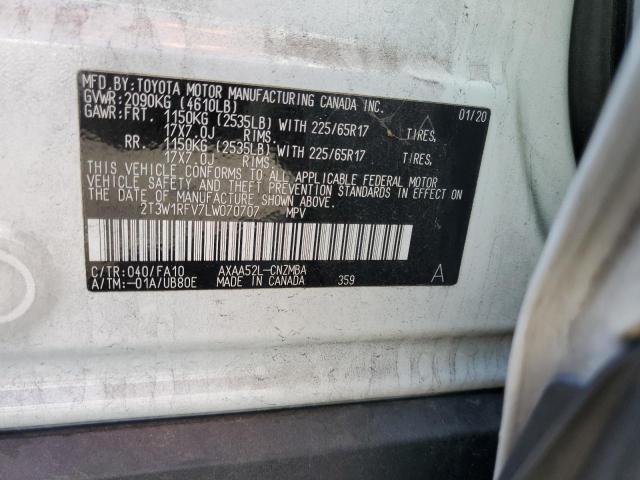 MFD.BY:TOYOTA MOTOR MANUFACTURING CANADA INC. 01/20
GVWR:2090KG (4610LB)
GAWR:FRT. 1150KG (2535LB) WITH 225/65R17 TIRES,
17X7.0J RIMS
RR. 1150KG (2535LB) WITH 225/65R17 TIRES,
17X7.0J RIMS
THIS VEHICLE CONFORMS TO ALL APPLICABLE FEDERAL MOTOR
VEHICLE SAFETY AND THEFT PREVENTION STANDARDS IN EFFECT ON
THE DATE OF MANUFACTURE SHOWN ABOVE.
2T3W1RFV7LW070707 MPV
C/TR:040/FA10 AXAA52L-CNZMBA A
A/TM:-01A/UB80E MADE IN CANADA 359